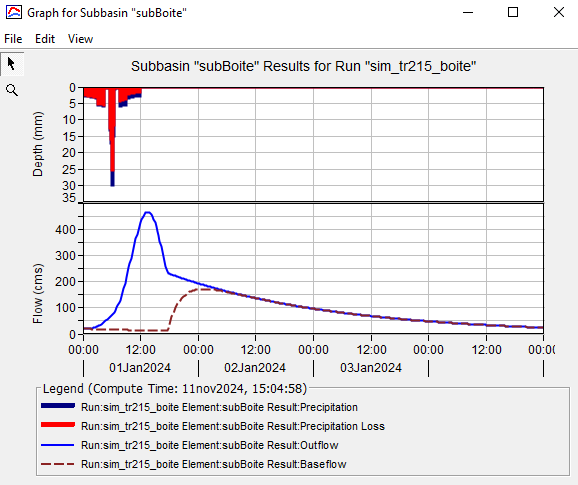 Graph for Subbasin "subBoite"
File Edit View
Subbasin "subBoite" Results for Run "sim_tr215_boite"
Depth (mm)
0
5
10
15
20
25
30
35
Flow (cms)
400
300
200
100
0
00:00 12:00 00:00 12:00 00:00 12:00 00:00 12:00 00:00
01Jan2024 02Jan2024 03Jan2024
Legend (Compute Time: 11nov2024, 15:04:58)
Run:sim_tr215_boite Element:subBoite Result:Precipitation
Run:sim_tr215_boite Element:subBoite Result:Precipitation Loss
Run:sim_tr215_boite Element:subBoite Result:Outflow
Run:sim_tr215_boite Element:subBoite Result:Baseflow